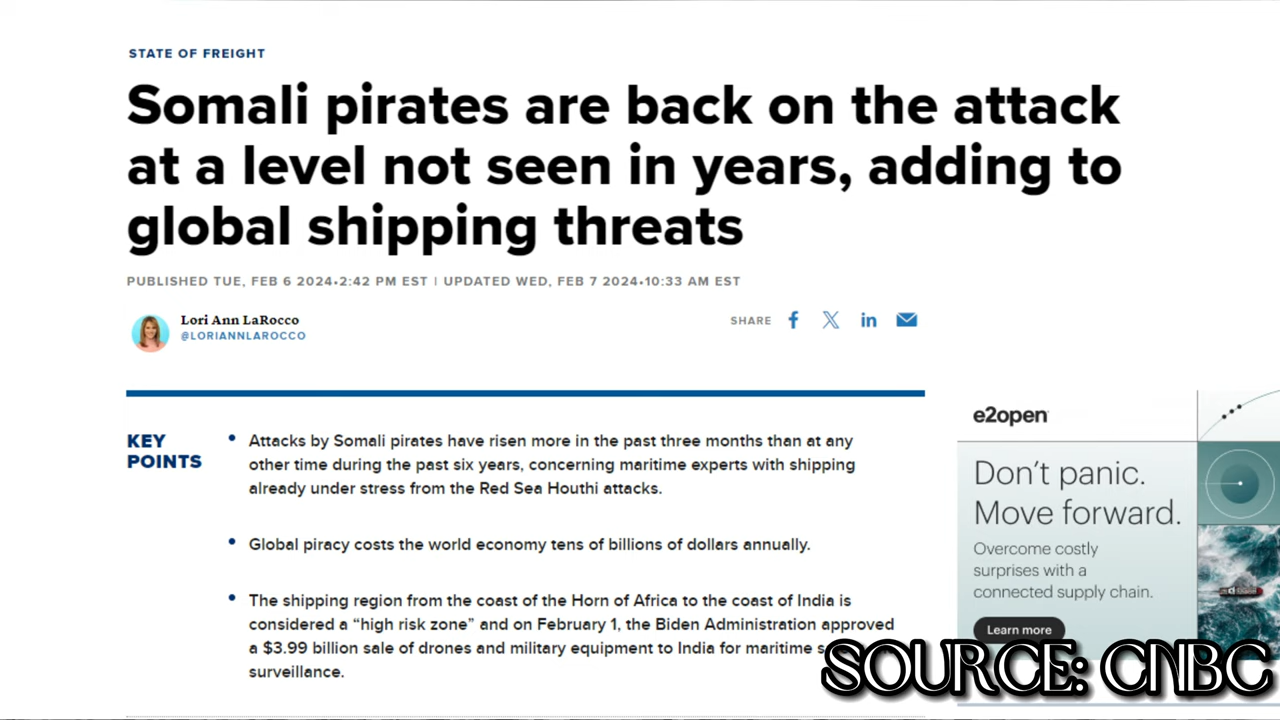 STATE OF FREIGHT
Somali pirates are back on the attack
at a level not seen in years, adding to
global shipping threats
PUBLISHED TUE, FEB 6 2024•2:42 PM EST | UPDATED WED, FEB 7 2024•10:33 AM EST
Lori Ann LaRocco
@LORIANNLAROCCO
SHARE
KEY
POINTS
Attacks by Somali pirates have risen more in the past three months than at any
other time during the past six years, concerning maritime experts with shipping
already under stress from the Red Sea Houthi attacks.
Global piracy costs the world economy tens of billions of dollars annually.
The shipping region from the coast of the Horn of Africa to the coast of India is
considered a “high risk zone” and on February 1, the Biden Administration approved
a $3.99 billion sale of drones and military equipment to India for maritime
surveillance.
e2open
Don’t panic.
Move forward.
Overcome costly
surprises with a
connected supply chain.
Learn more
SOURCE: CNBC